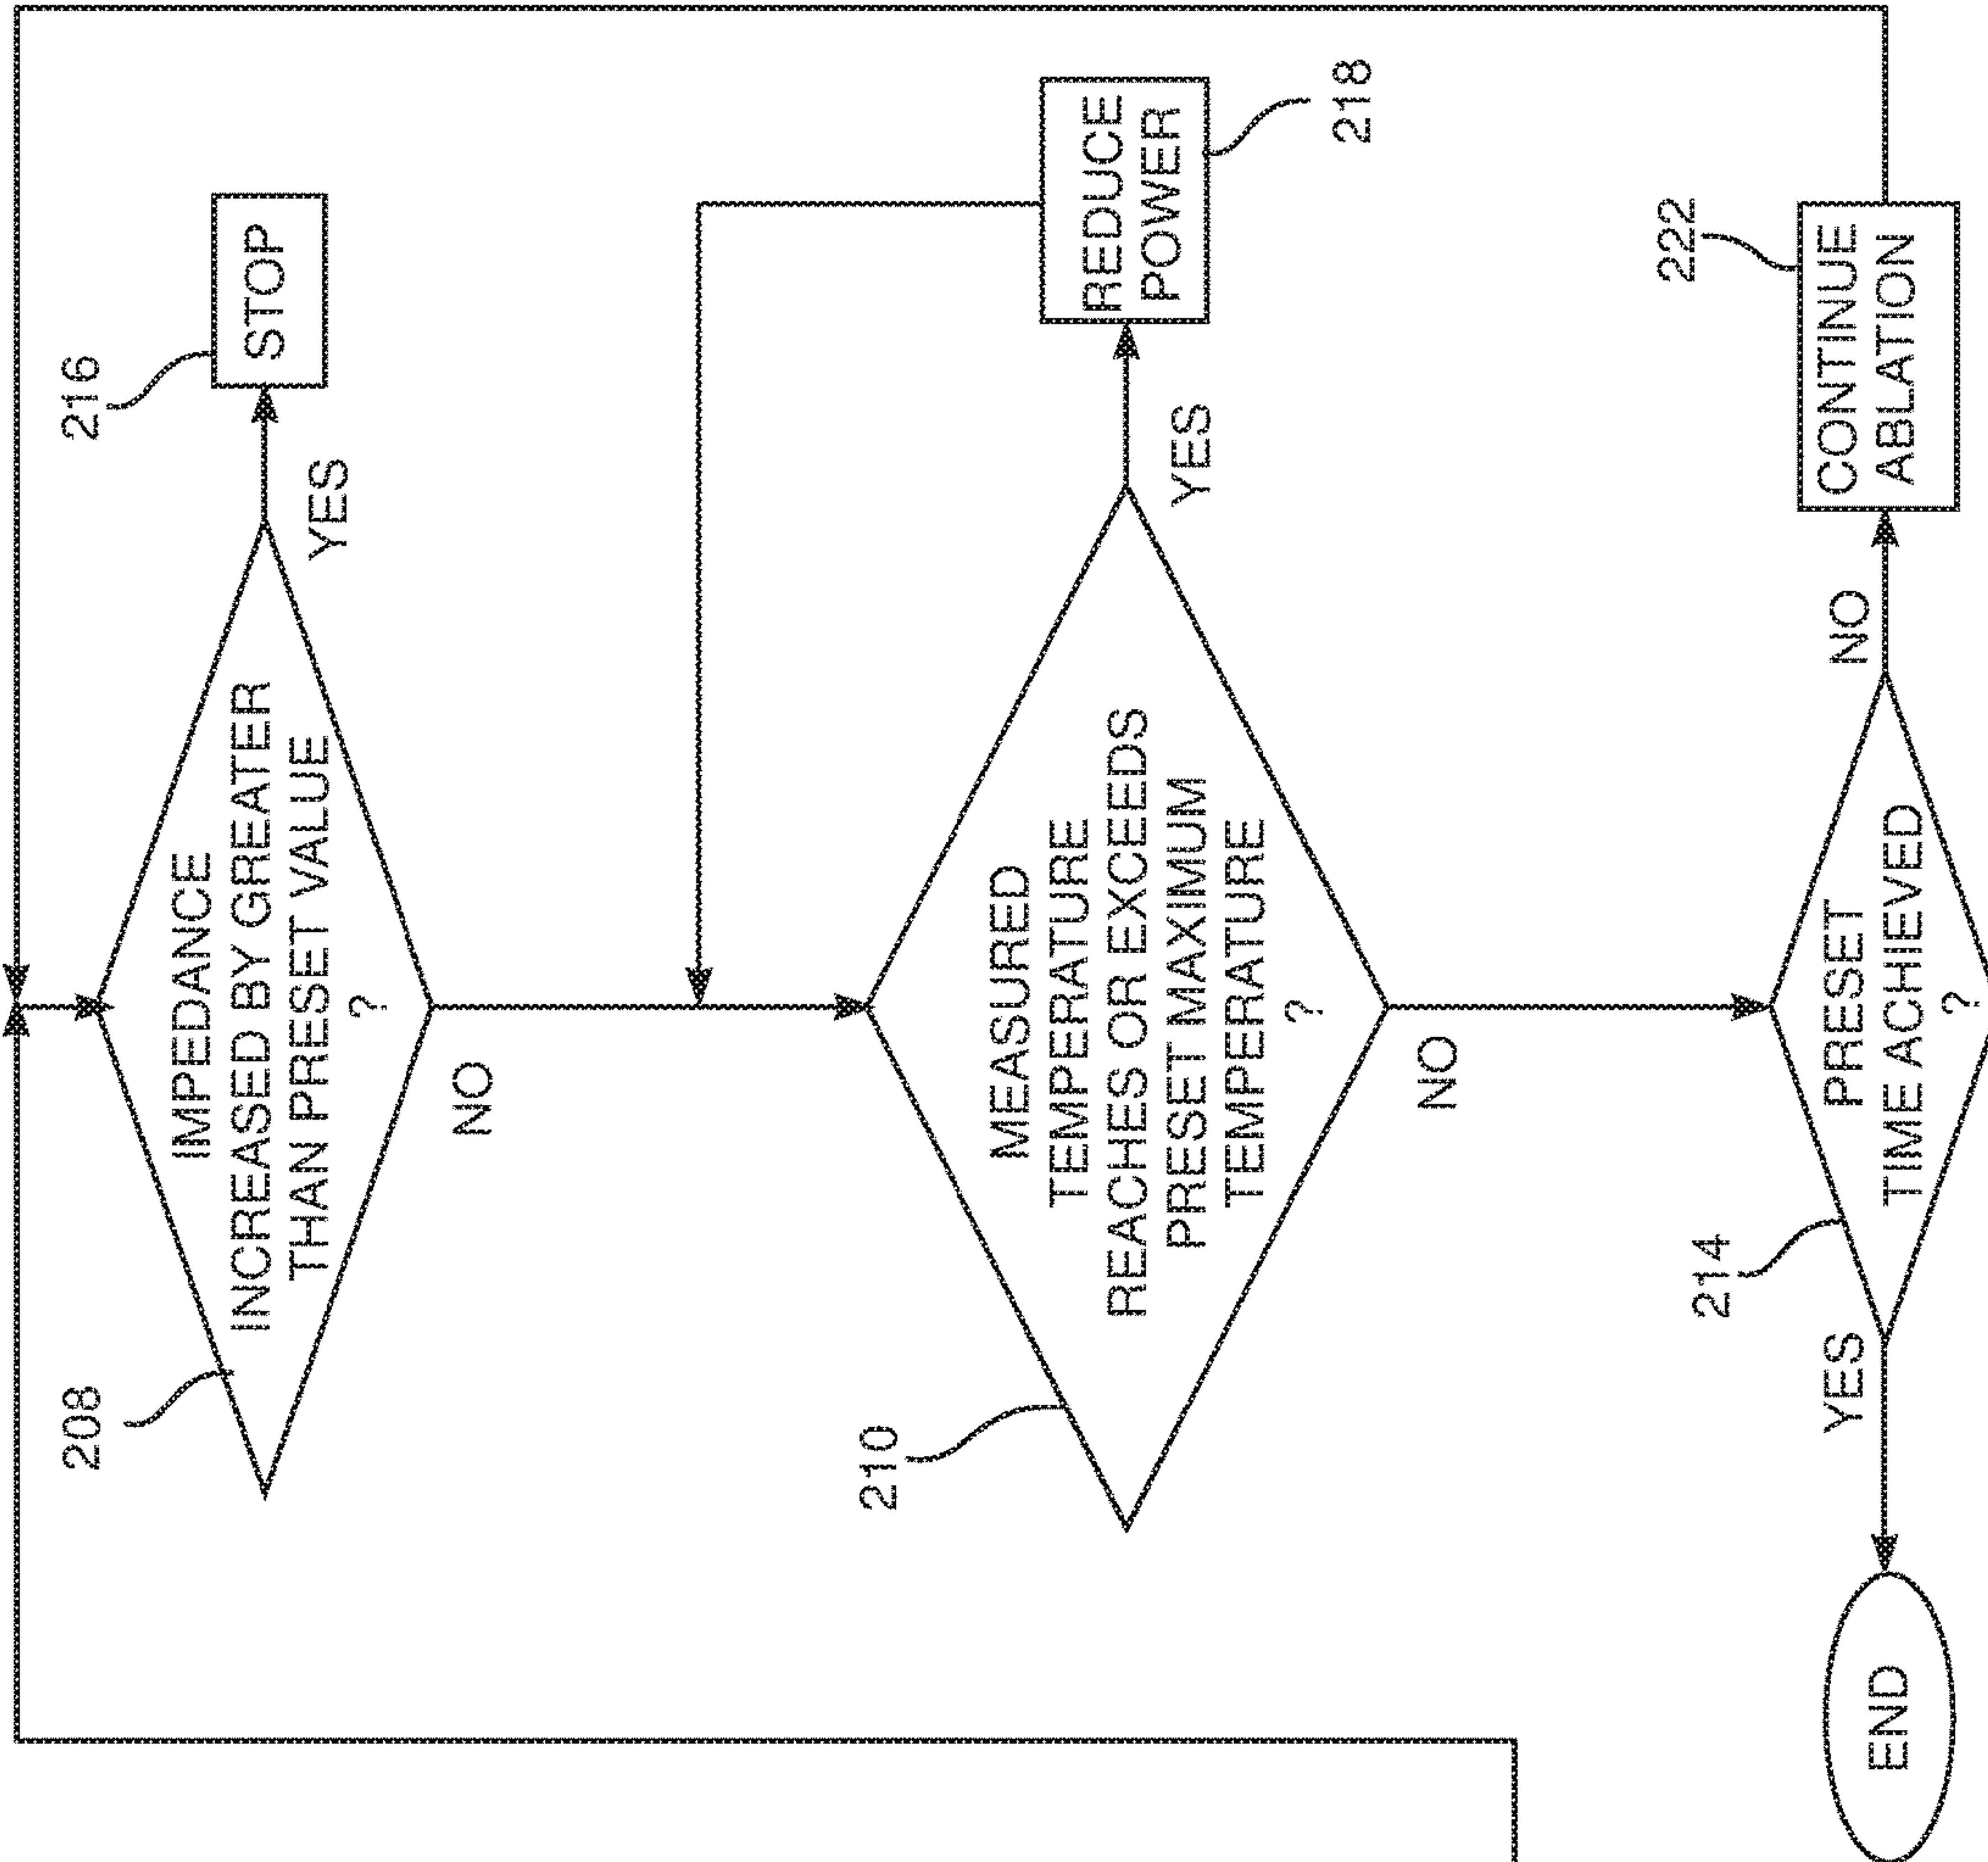 208
IMPEDANCE
INCREASED BY GREATER
THAN PRESET VALUE
?
YES
216
STOP
NO
210
MEASURED
TEMPERATURE
REACHES OR EXCEEDS
PRESET MAXIMUM
TEMPERATURE
?
YES
REDUCE
POWER
218
NO
214
PRESET
TIME ACHIEVED
?
YES
END
NO
222
CONTINUE
ABLATION